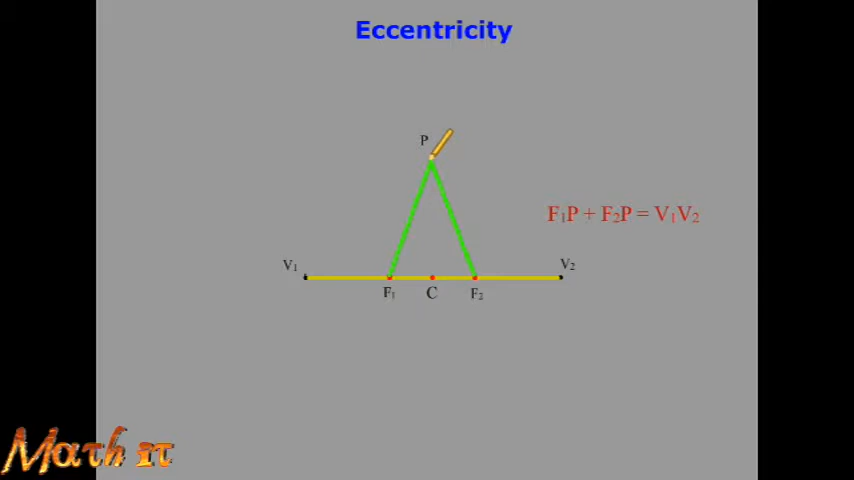 Eccentricity
P
F₁P + F₂P = V₁V₂
V₁
V₂
F₁
C
F₂
Math